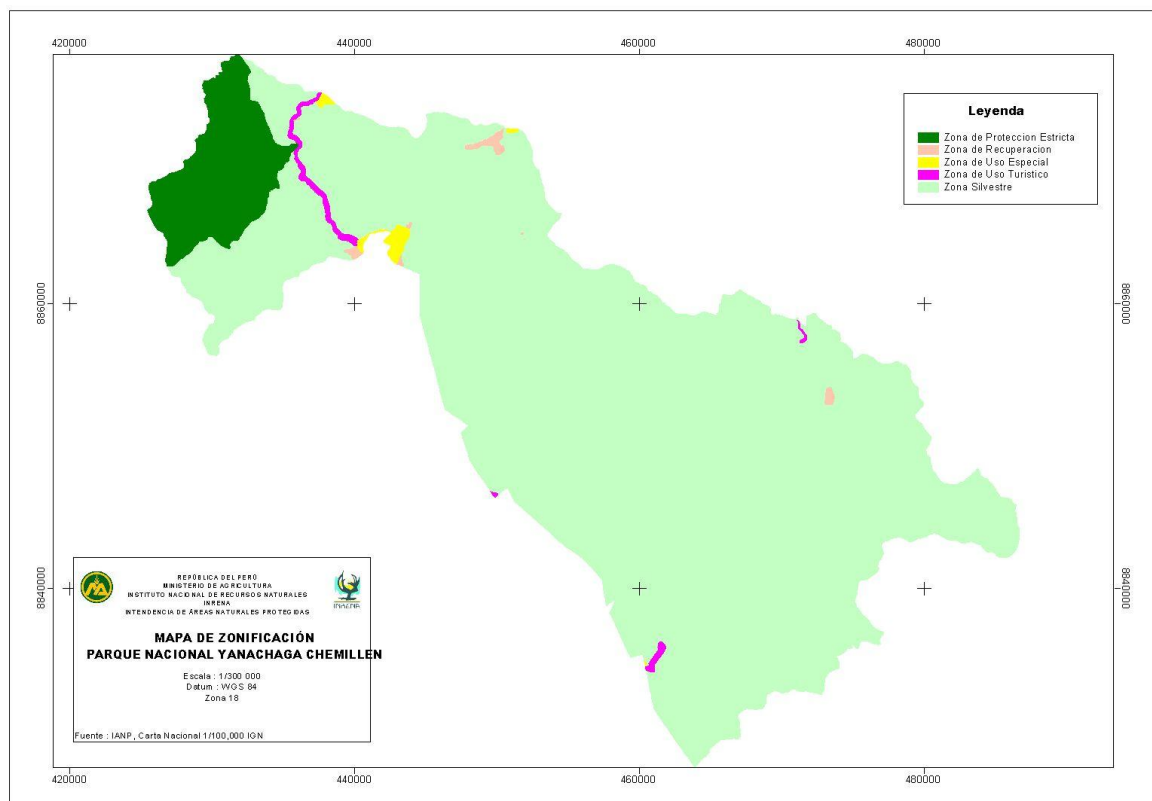 420000 440000 460000 480000
Leyenda
Zona de Proteccion Estricta
Zona de Recuperacion
Zona de Uso Especial
Zona de Uso Turistico
Zona Silvestre
8860000 8860000
8840000 8840000
REPÚBLICA DEL PERÚ
MINISTERIO DE AGRICULTURA
INSTITUTO NACIONAL DE RECURSOS NATURALES
INRENA
INTENDENCIA DE ÁREAS NATURALES PROTEGIDAS
INRENA
MAPA DE ZONIFICACIÓN
PARQUE NACIONAL YANACHAGA CHEMILLEN
Escala : 1/300 000
Datum : WGS 84
Zona 18
Fuente : IANP, Carta Nacional 1/100,000 IGN
420000 440000 460000 480000